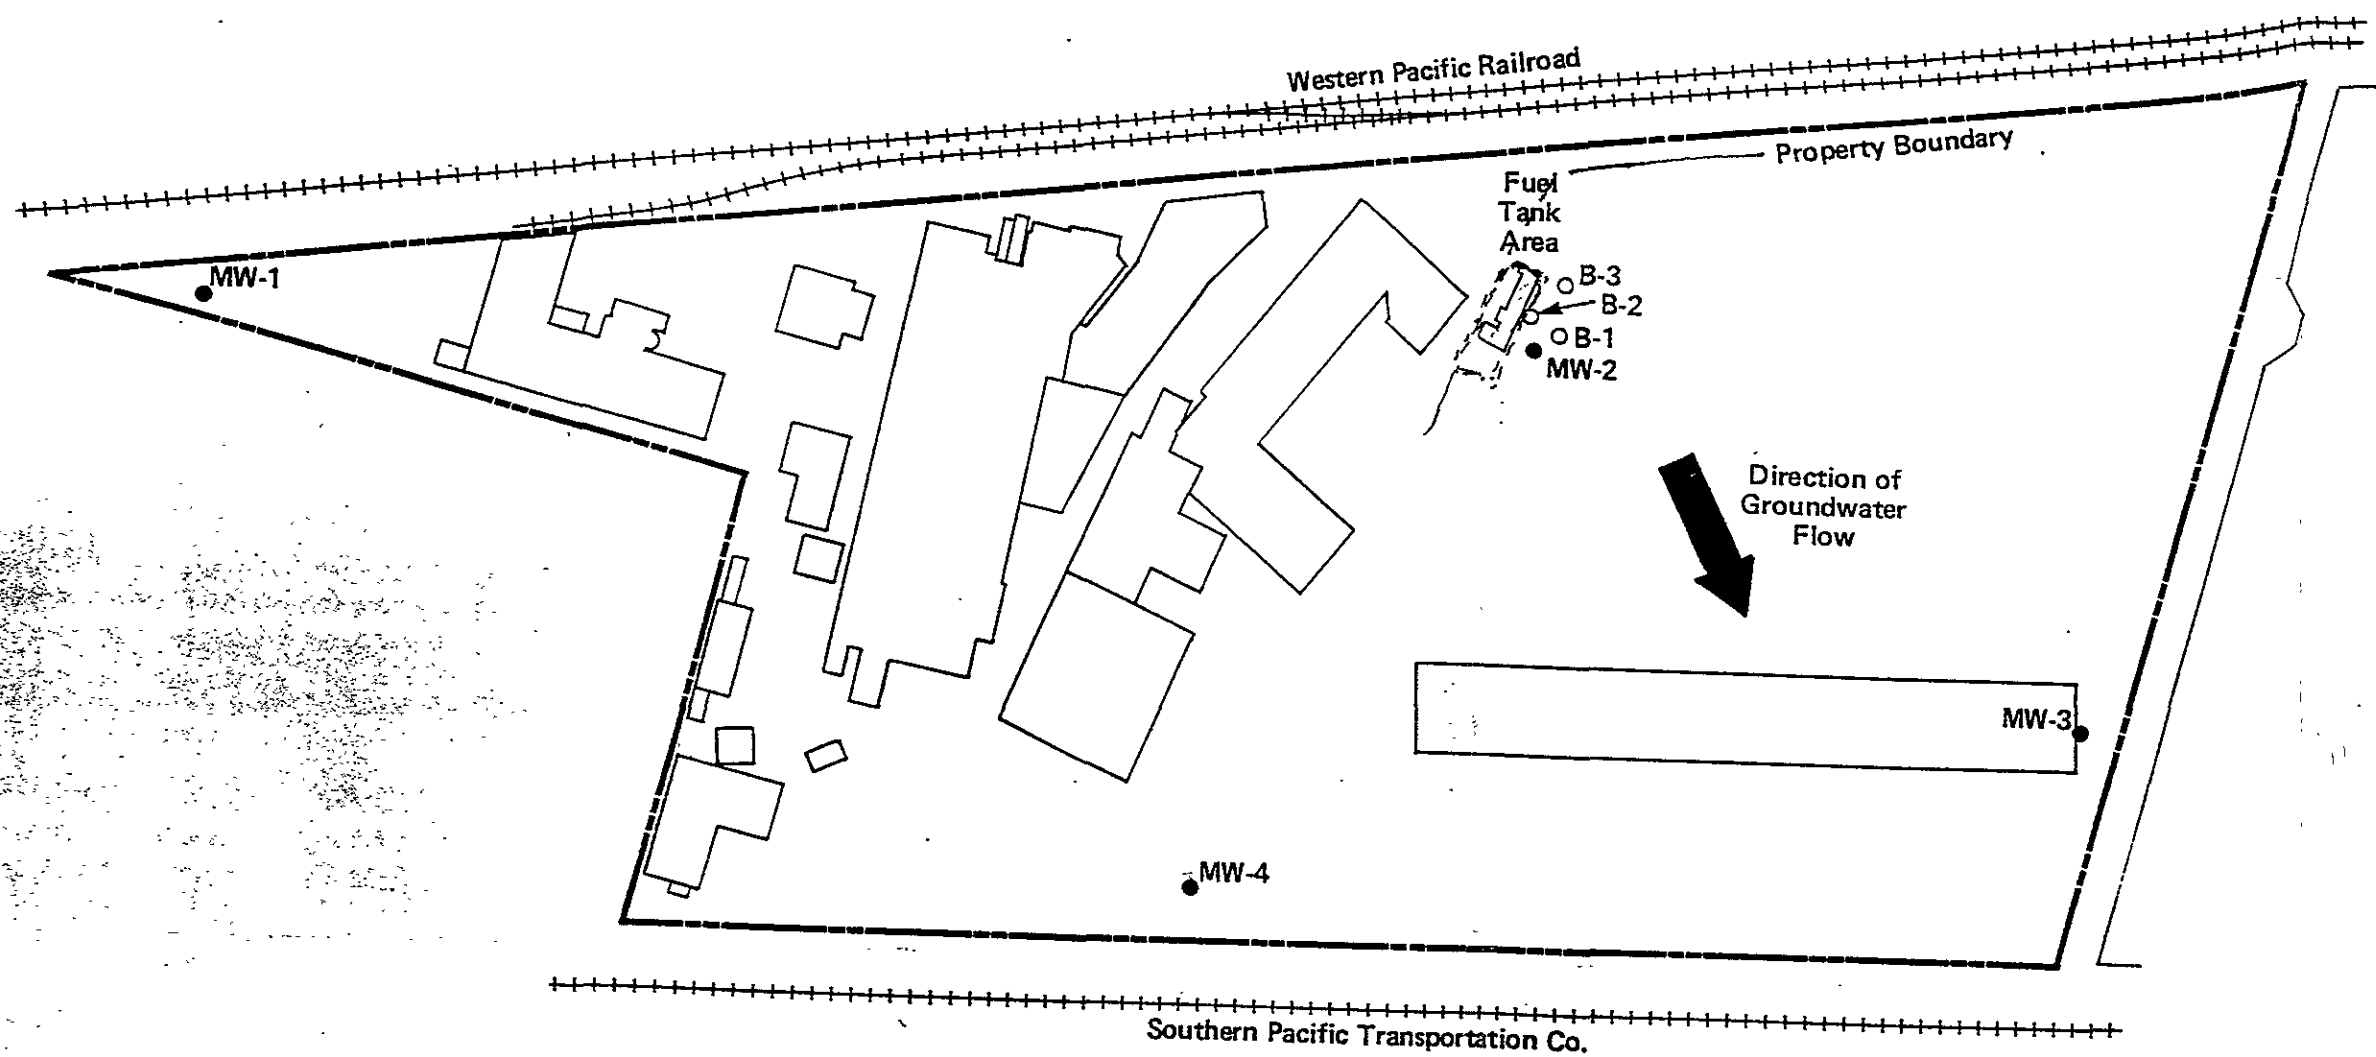 Western Pacific Railroad
Property Boundary
Fuel
Tank
Area
MW-1
B-3
B-2
B-1
MW-2
Direction of
Groundwater
Flow
MW-3
MW-4
Southern Pacific Transportation Co.